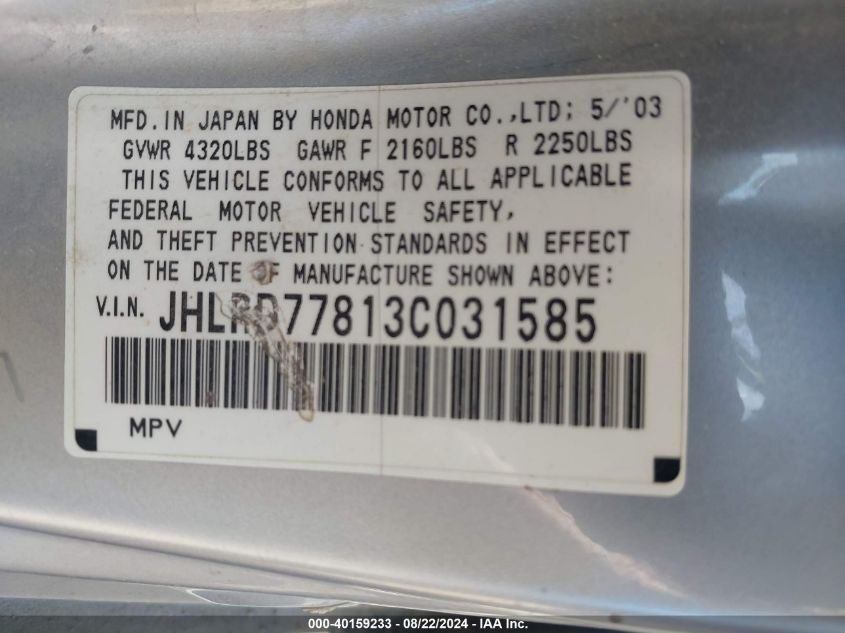 MFD. IN JAPAN BY HONDA MOTOR CO.,LTD; 5/'03
GVWR 4320LBS GAWR F 2160LBS R 2250LBS
THIS VEHICLE CONFORMS TO ALL APPLICABLE
FEDERAL MOTOR VEHICLE SAFETY,
AND THEFT PREVENTION STANDARDS IN EFFECT
ON THE DATE OF MANUFACTURE SHOWN ABOVE:
V.I.N. JHLRD77813C031585
MPV
000-40159233 - 08/22/2024 - IAA Inc.